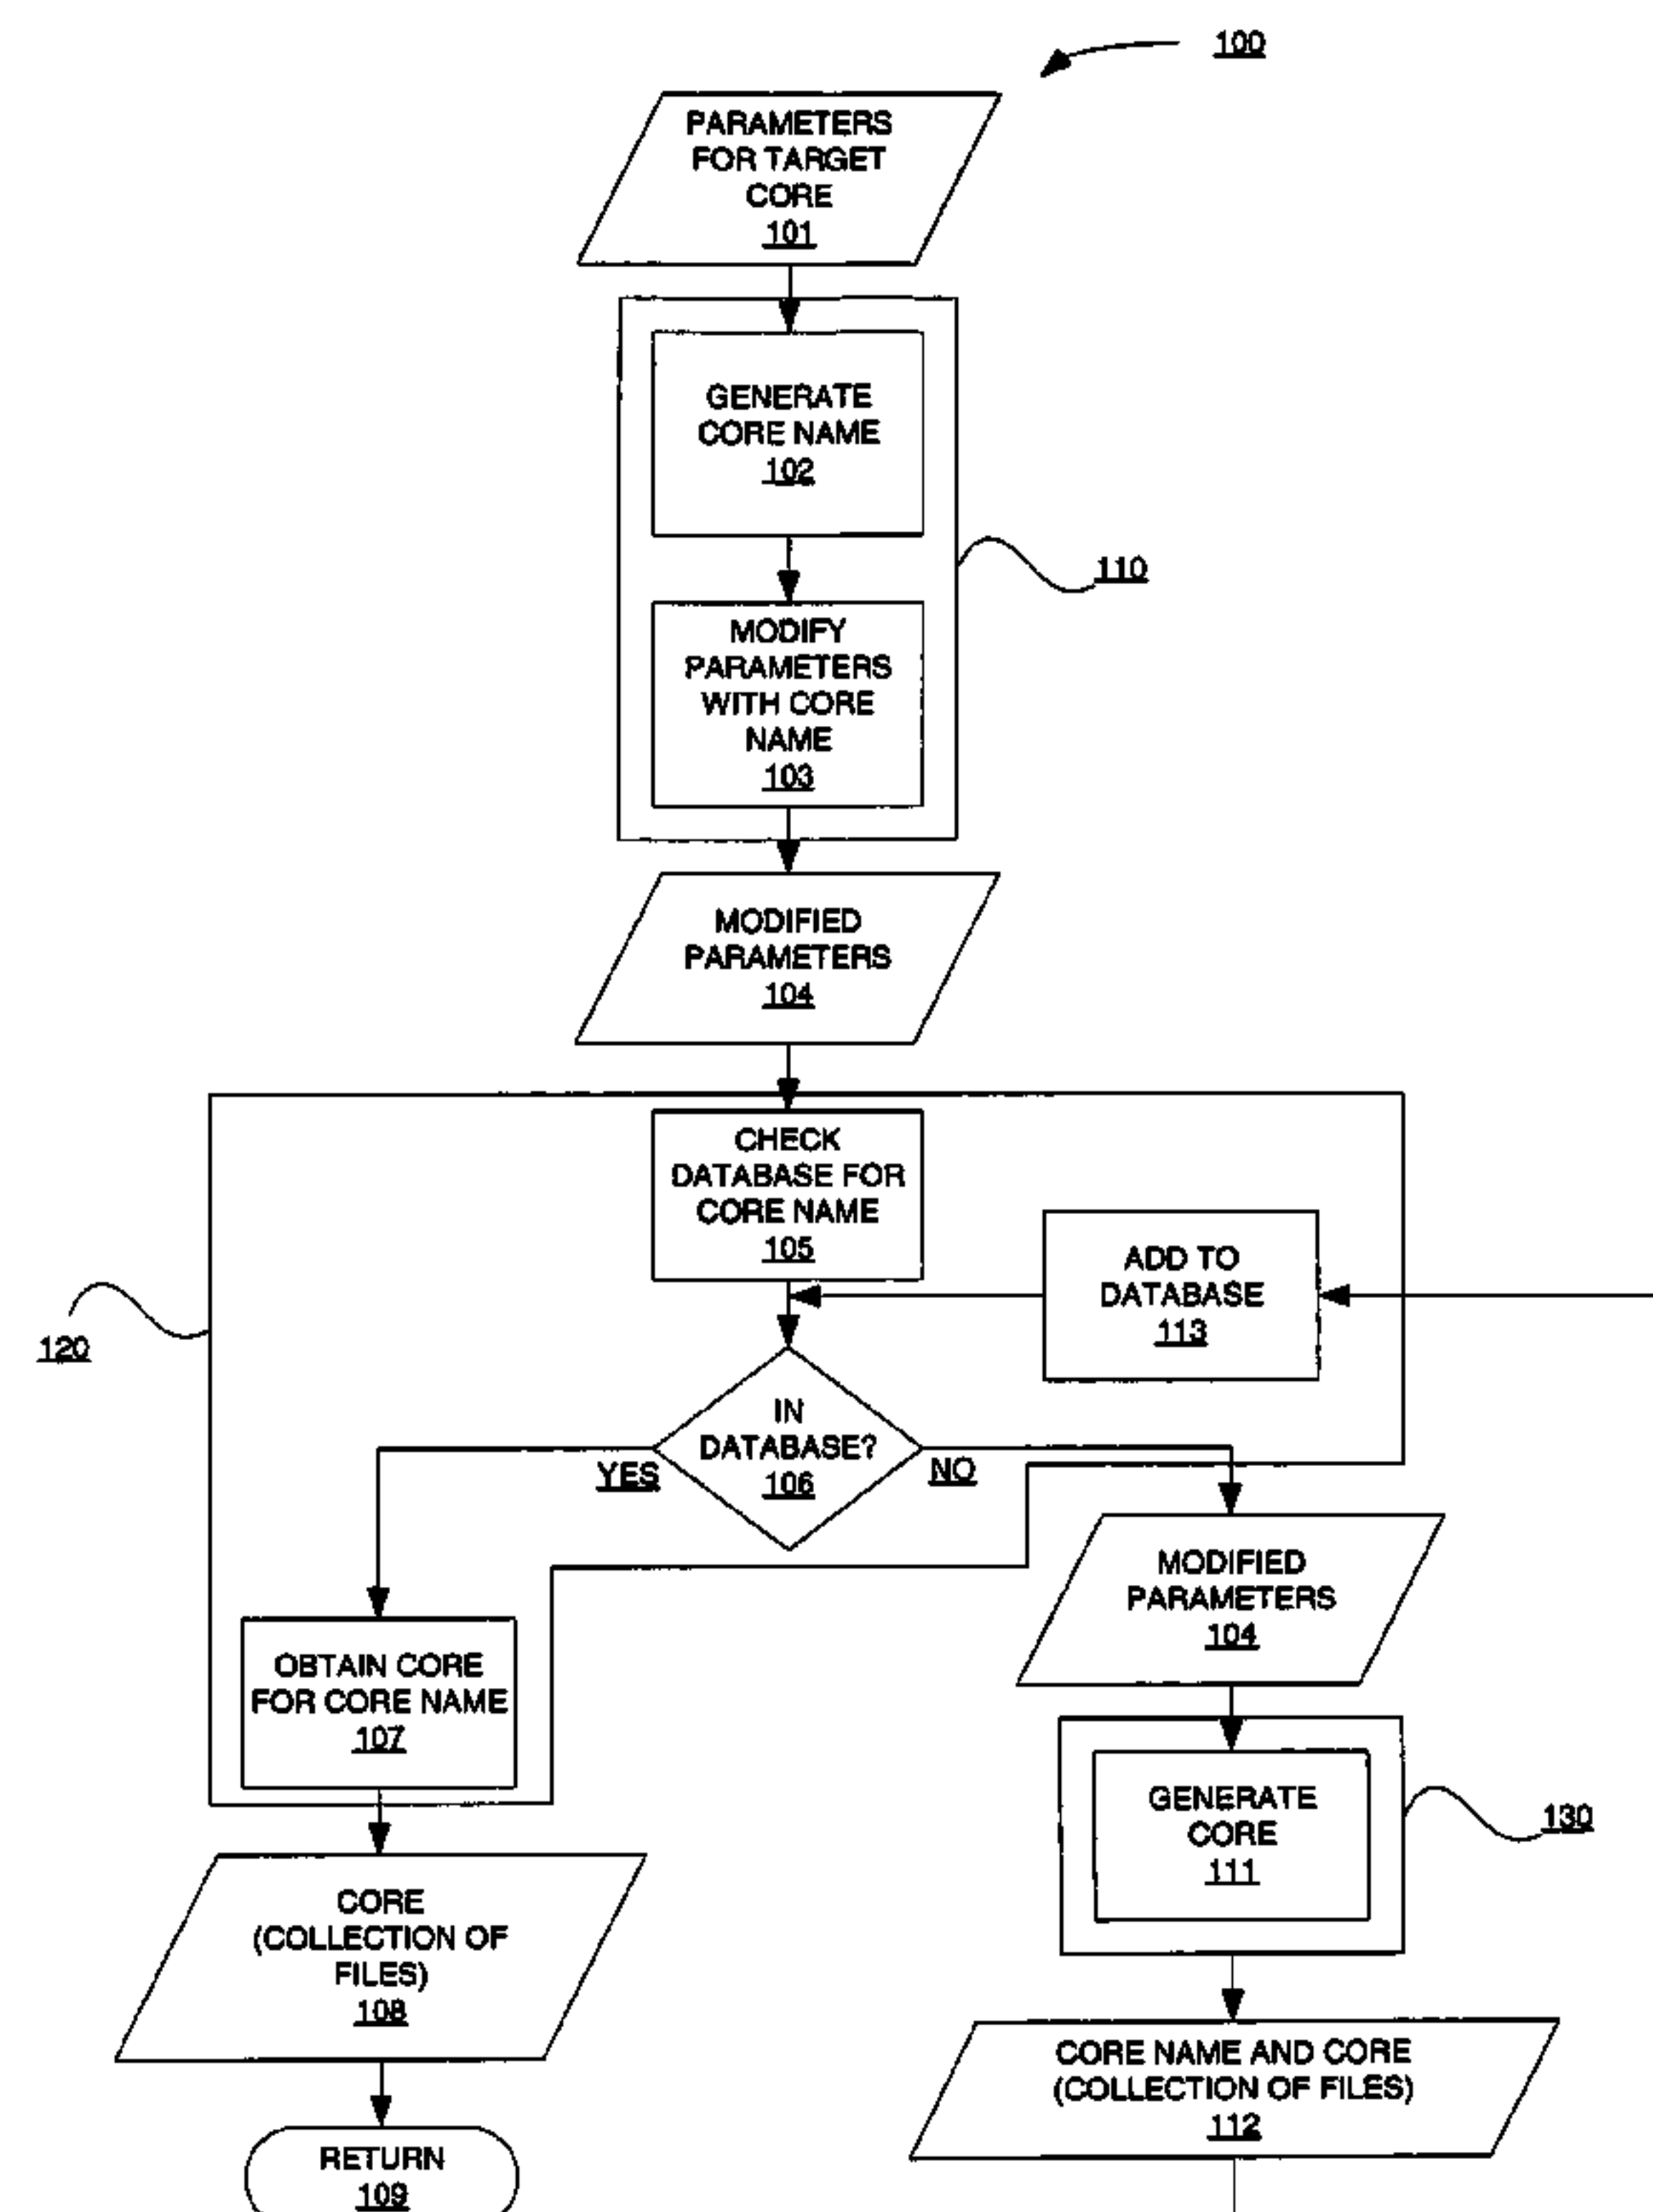 100
PARAMETERS
FOR TARGET
CORE
101
GENERATE
CORE NAME
102
110
MODIFY
PARAMETERS
WITH CORE
NAME
103
MODIFIED
PARAMETERS
104
CHECK
DATABASE FOR
CORE NAME
105
ADD TO
DATABASE
113
120
IN
DATABASE?
106
YES
NO
MODIFIED
PARAMETERS
104
OBTAIN CORE
FOR CORE NAME
107
GENERATE
CORE
111
130
CORE
(COLLECTION OF
FILES)
108
CORE NAME AND CORE
(COLLECTION OF FILES)
112
RETURN
109